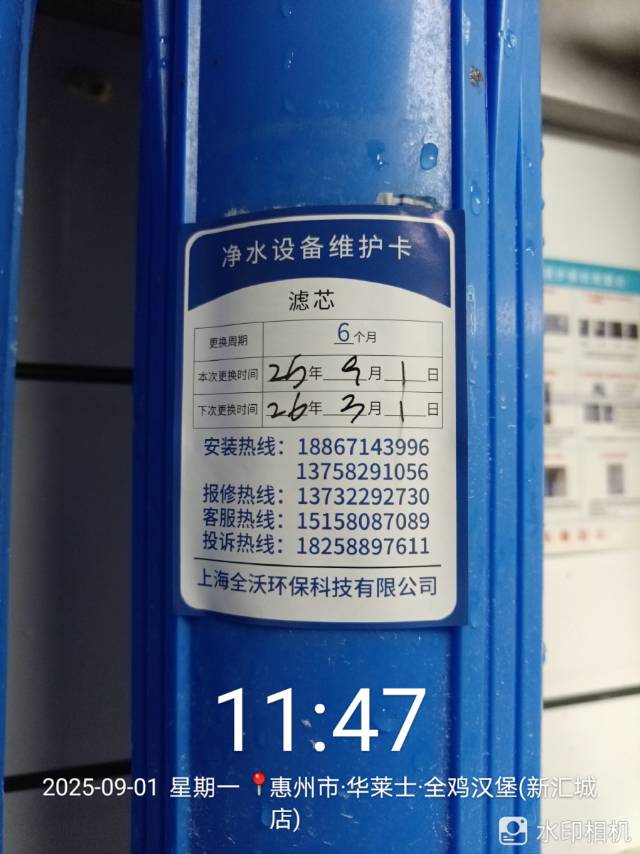 净水设备维护卡
滤芯
更换周期 6个月
本次更换时间 25年9月1日
下次更换时间 26年3月1日
安装热线：18867143996
13758291056
报修热线：13732292730
客服热线：15158087089
投诉热线：18258897611
上海全沃环保科技有限公司
11:47
2025-09-01 星期一 📍惠州市·华莱士·全鸡汉堡(新汇城
店)
水印相机